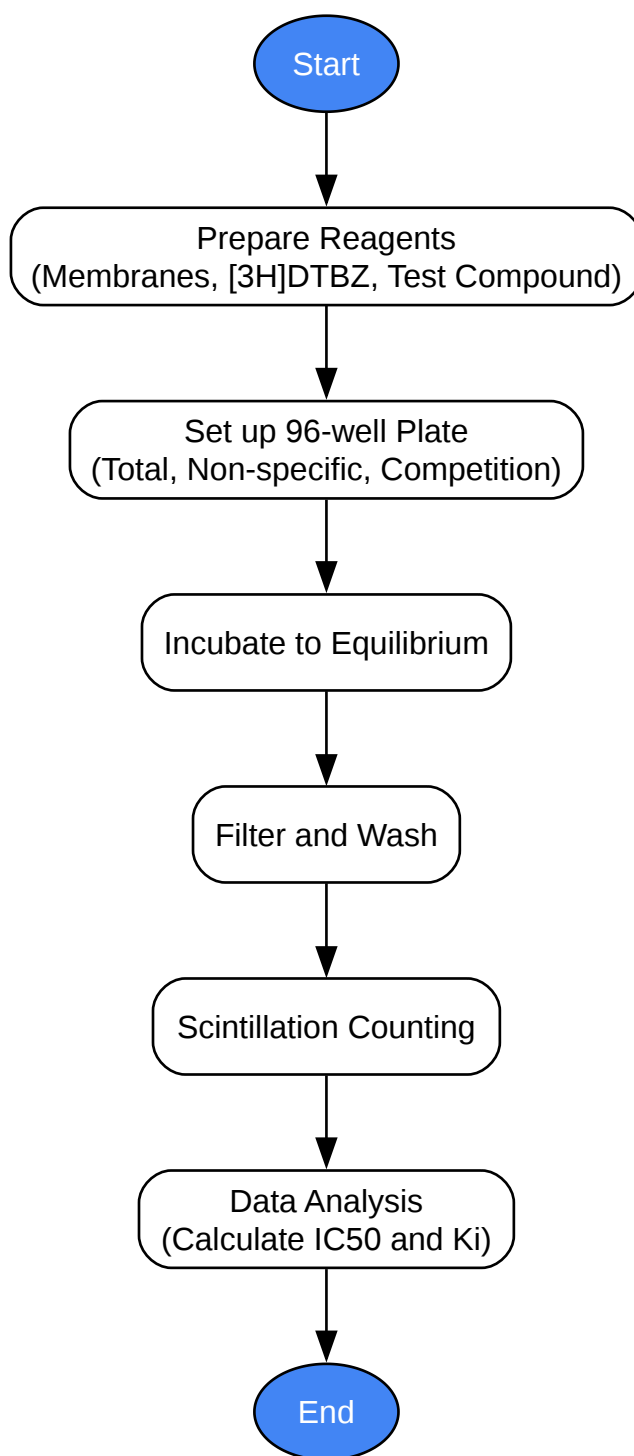 Start
Prepare Reagents
(Membranes, [3H]DTBZ, Test Compound)
Set up 96-well Plate
(Total, Non-specific, Competition)
Incubate to Equilibrium
Filter and Wash
Scintillation Counting
Data Analysis
(Calculate IC50 and Ki)
End